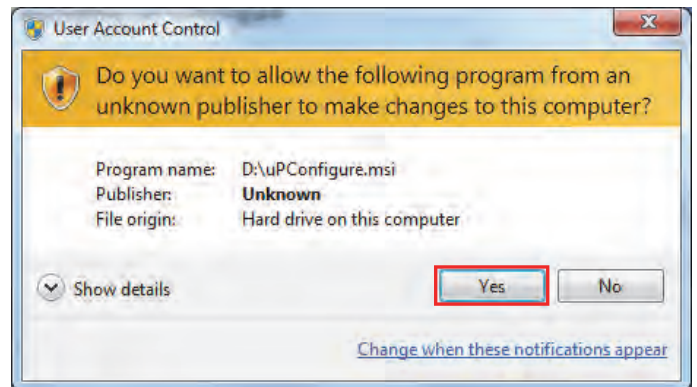 User Account Control
Do you want to allow the following program from an
unknown publisher to make changes to this computer?
Program name: D:\uPConfigure.msi
Publisher: Unknown
File origin: Hard drive on this computer
Show details
Yes No
Change when these notifications appear